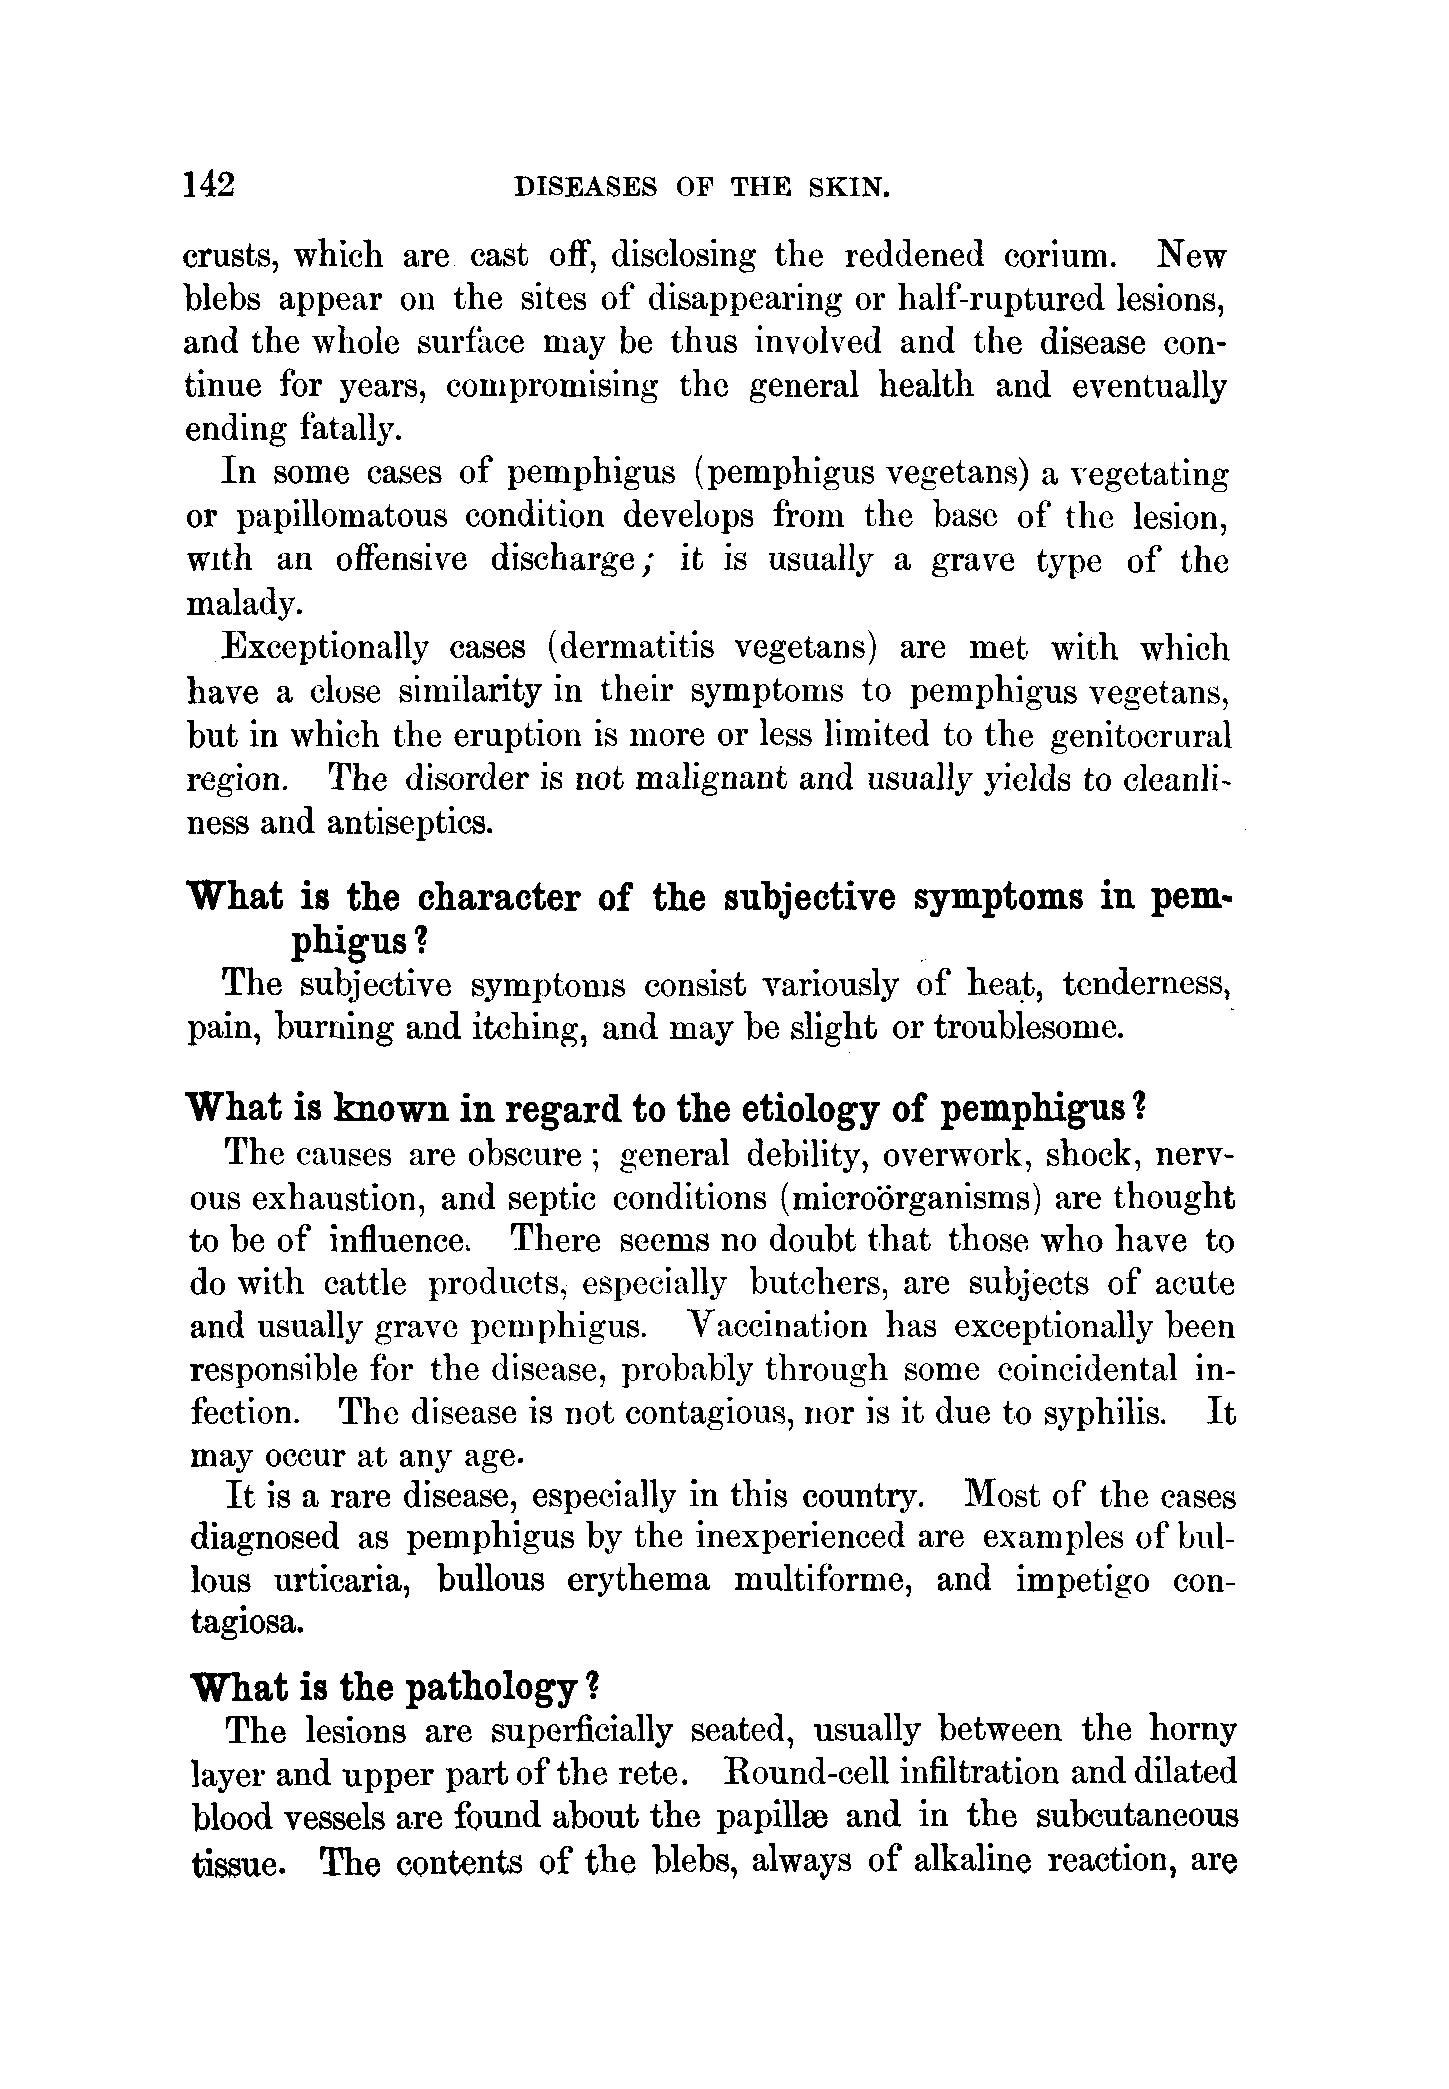 142 DISEASES OF THE SKIN.
crusts, which are cast off, disclosing the reddened corium. New
blebs appear on the sites of disappearing or half-ruptured lesions,
and the whole surface may be thus involved and the disease con-
tinue for years, compromising the general health and eventually
ending fatally.
In some cases of pemphigus (pemphigus vegetans) a vegetating
or papillomatous condition develops from the base of the lesion,
with an offensive discharge; it is usually a grave type of the
malady.
Exceptionally cases (dermatitis vegetans) are met with which
have a close similarity in their symptoms to pemphigus vegetans,
but in which the eruption is more or less limited to the genitocrural
region. The disorder is not malignant and usually yields to cleanli-
ness and antiseptics.
What is the character of the subjective symptoms in pem-
phigus?
The subjective symptoms consist variously of heat, tenderness,
pain, burning and itching, and may be slight or troublesome.
What is known in regard to the etiology of pemphigus?
The causes are obscure; general debility, overwork, shock, nerv-
ous exhaustion, and septic conditions (microörganisms) are thought
to be of influence. There seems no doubt that those who have to
do with cattle products, especially butchers, are subjects of acute
and usually grave pemphigus. Vaccination has exceptionally been
responsible for the disease, probably through some coincidental in-
fection. The disease is not contagious, nor is it due to syphilis. It
may occur at any age.
It is a rare disease, especially in this country. Most of the cases
diagnosed as pemphigus by the inexperienced are examples of bul-
lous urticaria, bullous erythema multiforme, and impetigo con-
tagiosa.
What is the pathology?
The lesions are superficially seated, usually between the horny
layer and upper part of the rete. Round-cell infiltration and dilated
blood vessels are found about the papillæ and in the subcutaneous
tissue. The contents of the blebs, always of alkaline reaction, are